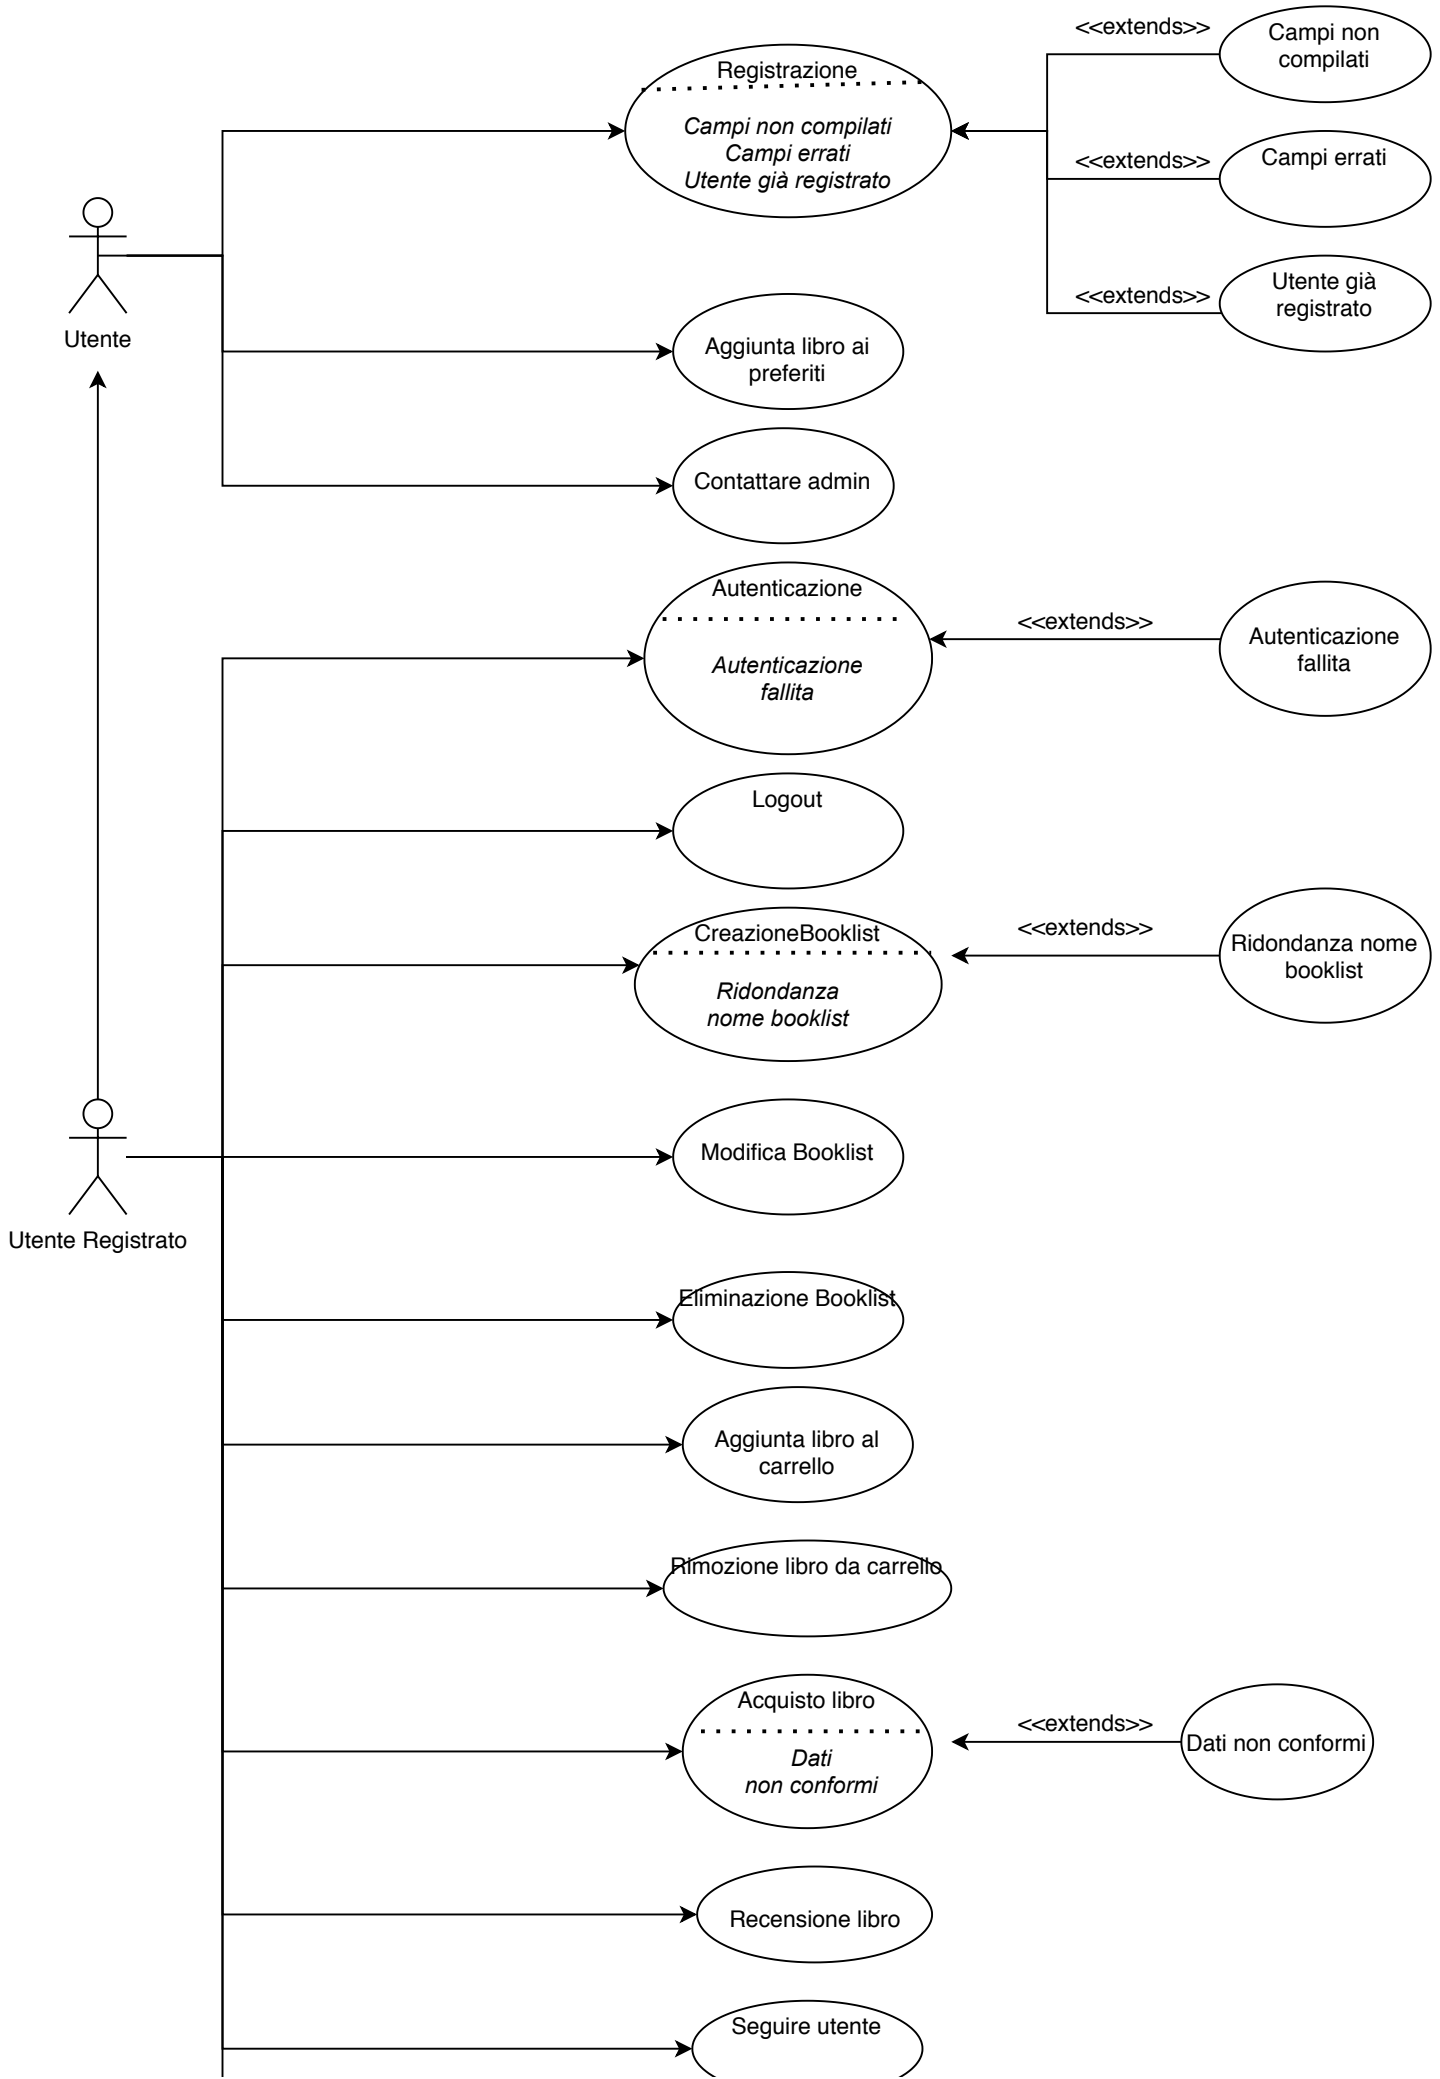 <<extends>>
Campi non
compilati
Registrazione
Campi non compilati
Campi errati
Utente già registrato
<<extends>>
Campi errati
<<extends>>
Utente già
registrato
Utente
Aggiunta libro ai
preferiti
Contattare admin
Autenticazione
Autenticazione
fallita
<<extends>>
Autenticazione
fallita
Logout
CreazioneBooklist
Ridondanza
nome booklist
<<extends>>
Ridondanza nome
booklist
Modifica Booklist
Utente Registrato
Eliminazione Booklist
Aggiunta libro al
carrello
Rimozione libro da carrello
Acquisto libro
Dati
non conformi
<<extends>>
Dati non conformi
Recensione libro
Seguire utente